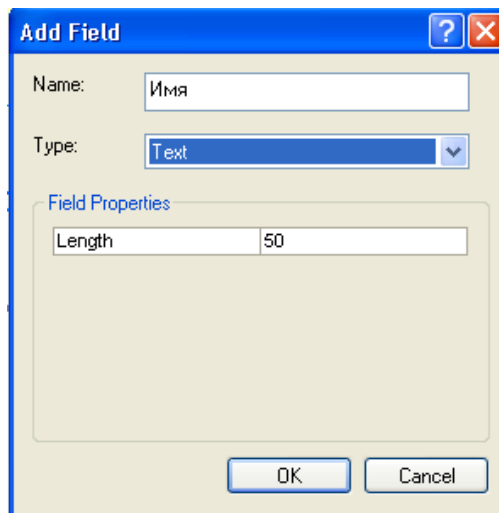 Add Field
Name: Имя
Type: Text
Field Properties
Length 50
OK Cancel